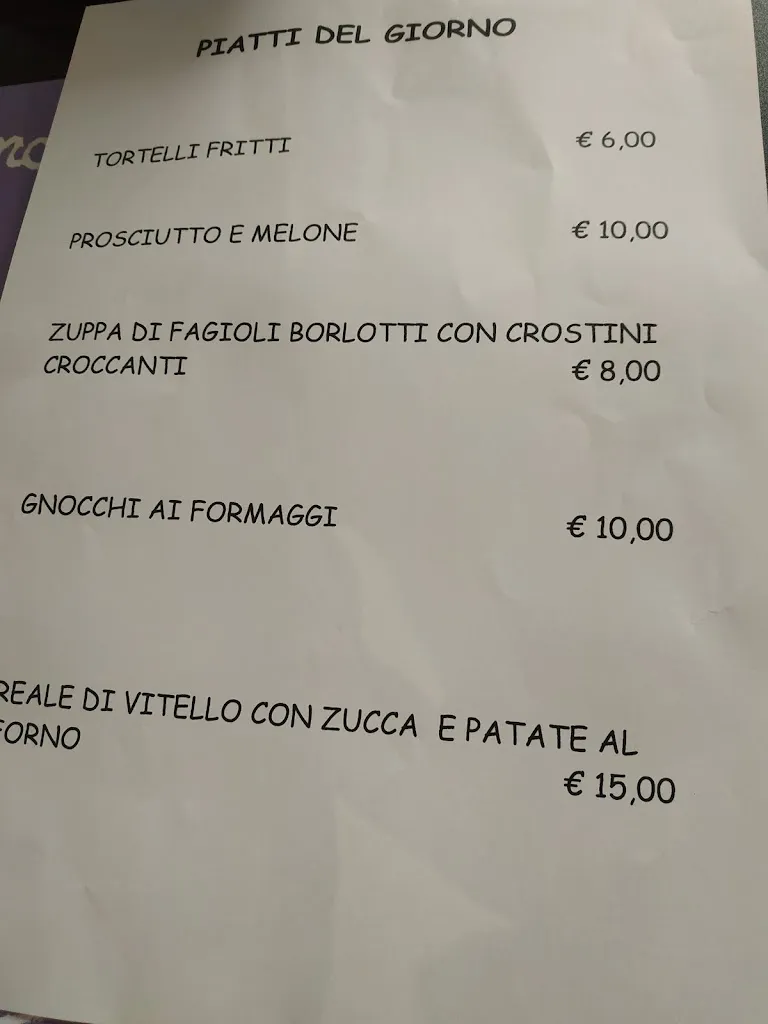 PIATTI DEL GIORNO
TORTELLI FRITTI € 6,00
PROSCIUTTO E MELONE € 10,00
ZUPPA DI FAGIOLI BORLOTTI CON CROSTINI
CROCCANTI € 8,00
GNOCCHI AI FORMAGGI € 10,00
REALE DI VITELLO CON ZUCCA E PATATE AL
FORNO
€ 15,00